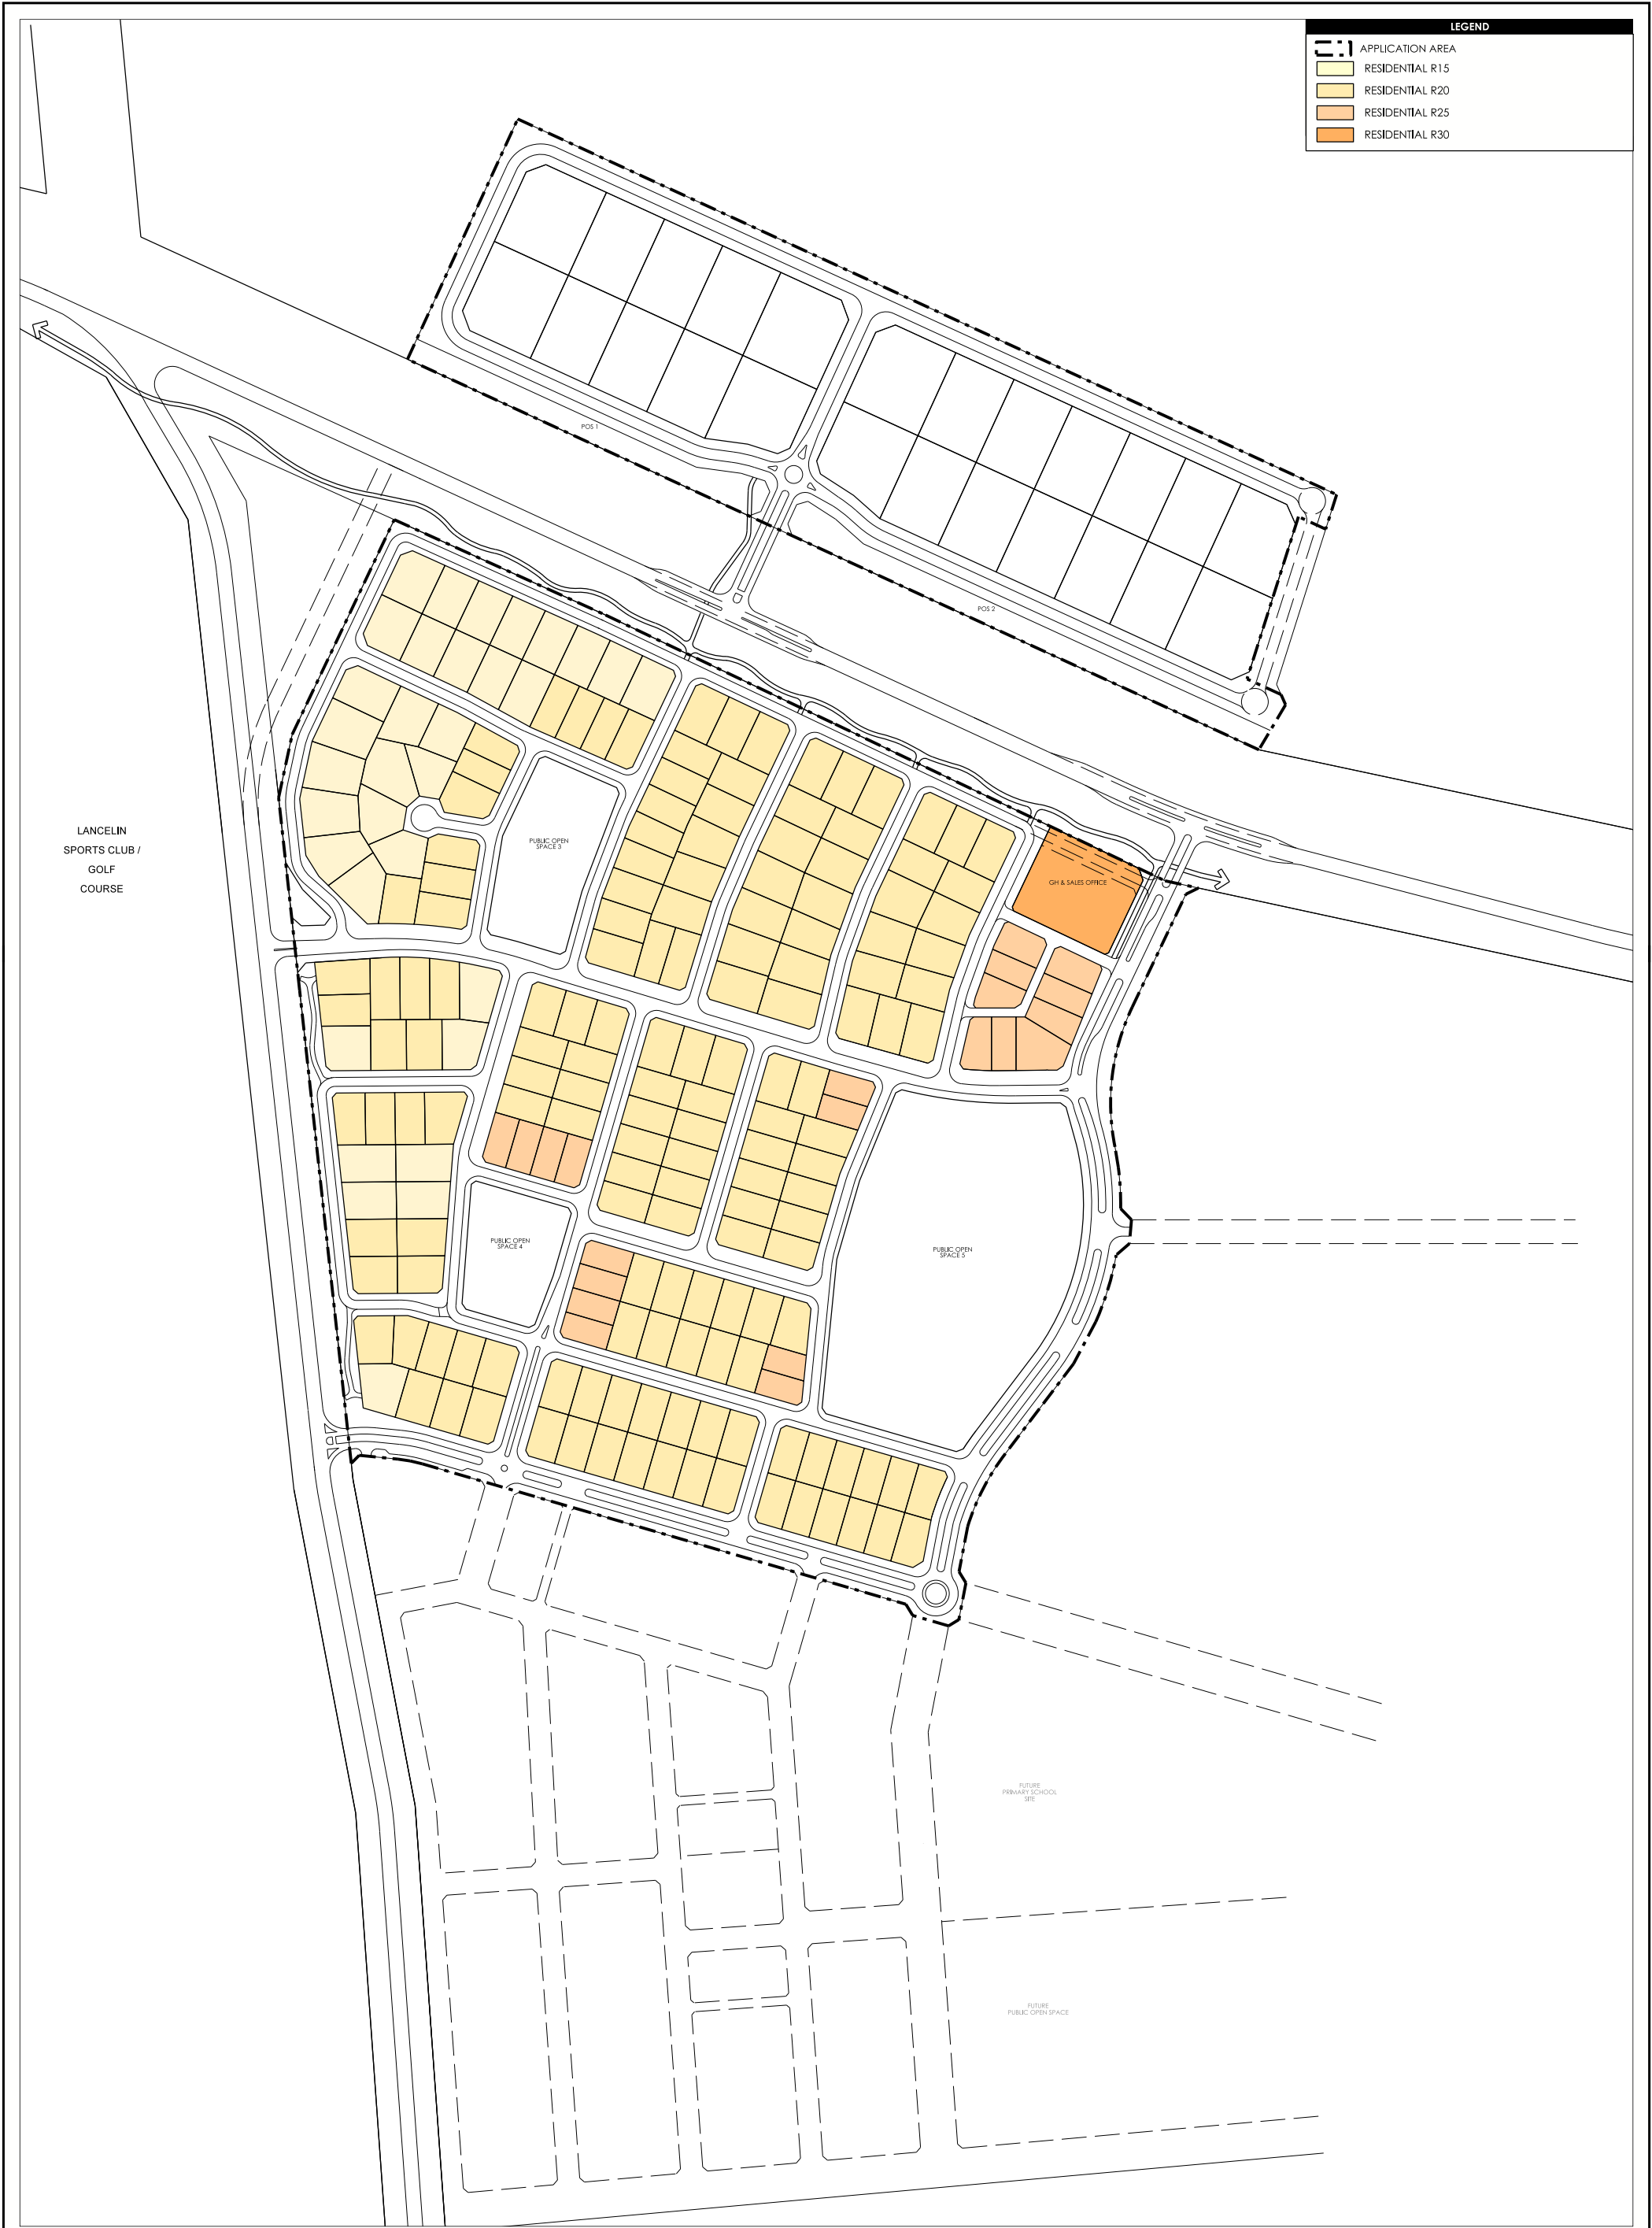 LEGEND
APPLICATION AREA
RESIDENTIAL R15
RESIDENTIAL R20
RESIDENTIAL R25
RESIDENTIAL R30
POS 1
POS 2
LANCELIN
SPORTS CLUB /
GOLF
COURSE
PUBLIC OPEN
SPACE 3
GH & SALES OFFICE
PUBLIC OPEN
SPACE 4
PUBLIC OPEN
SPACE 5
FUTURE
PRIMARY SCHOOL
SITE
FUTURE
PUBLIC OPEN SPACE